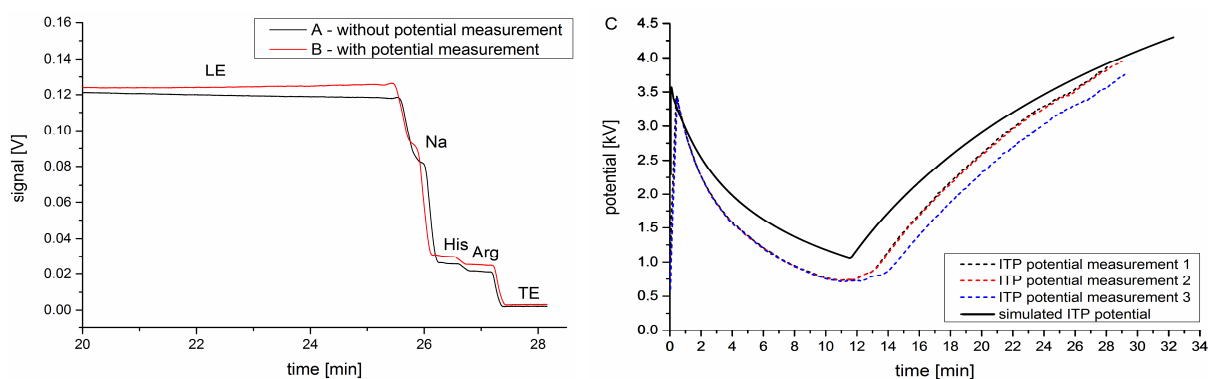 A - without potential measurement
B - with potential measurement
LE
Na
His
Arg
TE
signal [V]
0.16
0.14
0.12
0.10
0.08
0.06
0.04
0.02
0.00
20
22
24
26
28
time [min]
C
potential [kV]
4.5
4.0
3.5
3.0
2.5
2.0
1.5
1.0
0.5
0.0
ITP potential measurement 1
ITP potential measurement 2
ITP potential measurement 3
simulated ITP potential
0 2 4 6 8 10 12 14 16 18 20 22 24 26 28 30 32 34
time [min]